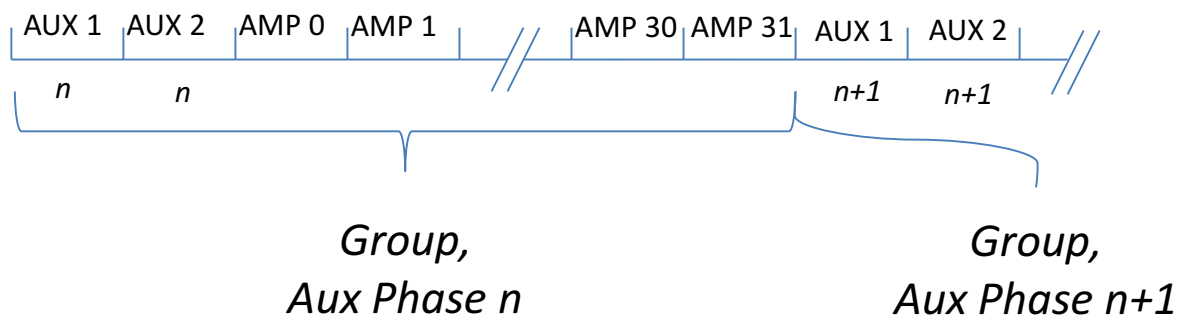 AUX 1 AUX 2 AMP 0 AMP 1 AMP 30 AMP 31 AUX 1 AUX 2
n n n+1 n+1
Group, Group,
Aux Phase n Aux Phase n+1